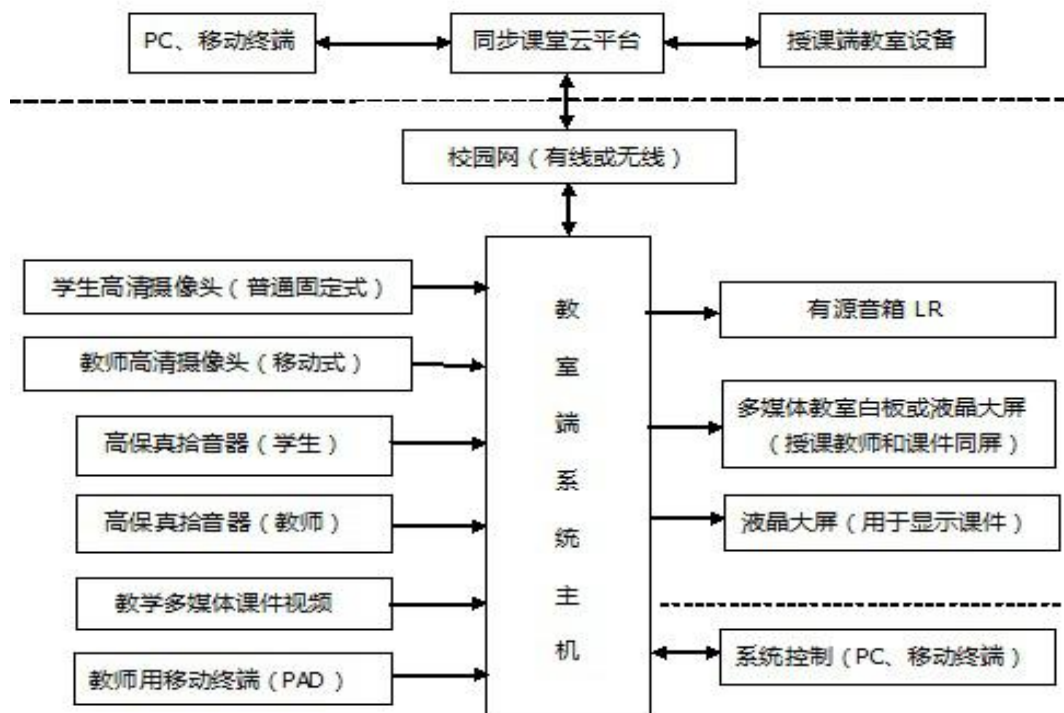 PC、移动终端
同步课堂云平台
授课端教室设备
校园网（有线或无线）
学生高清摄像头（普通固定式）
教师高清摄像头（移动式）
高保真拾音器（学生）
高保真拾音器（教师）
教学多媒体课件视频
教师用移动终端（PAD）
教
室
端
系
统
主
机
有源音箱 LR
多媒体教室白板或液晶大屏
（授课教师和课件同屏）
液晶大屏（用于显示课件）
系统控制（PC、移动终端）